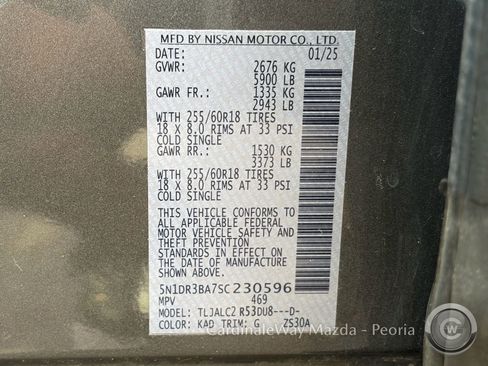 MFD BY NISSAN MOTOR CO., LTD.
DATE: 01/25
GVWR: 2676 KG
5900 LB
GAWR FR.: 1335 KG
2943 LB
WITH 255/60R18 TIRES
18 X 8.0 RIMS AT 33 PSI
COLD SINGLE
GAWR RR.: 1530 KG
3373 LB
WITH 255/60R18 TIRES
18 X 8.0 RIMS AT 33 PSI
COLD SINGLE
THIS VEHICLE CONFORMS TO
ALL APPLICABLE FEDERAL
MOTOR VEHICLE SAFETY AND
THEFT PREVENTION
STANDARDS IN EFFECT ON
THE DATE OF MANUFACTURE
SHOWN ABOVE.
5N1DR3BA7SC230596
MPV 469
MODEL: TLJALC2 R53DU8---D-
COLOR: KAD TRIM: G ZS30A
CardinaleWay Mazda - Peoria